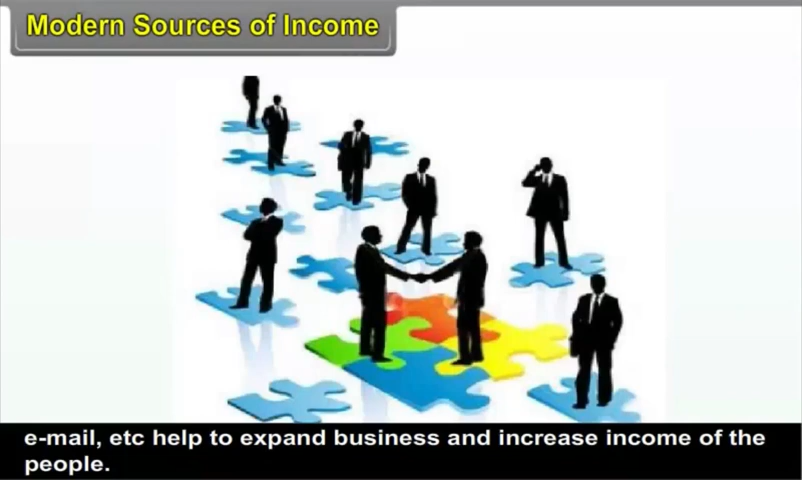 Modern Sources of Income
e-mail, etc help to expand business and increase income of the
people.